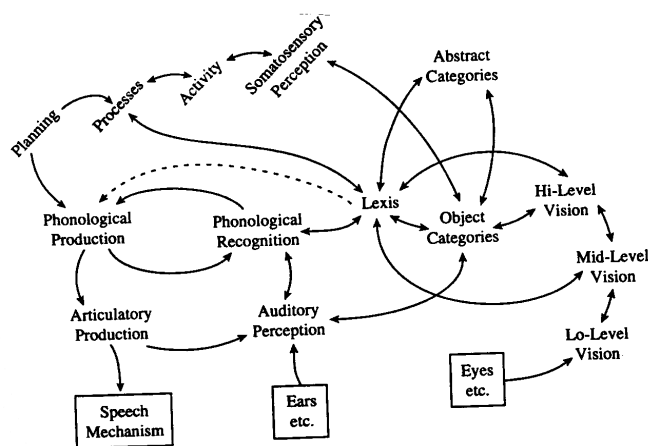 Planning
Processes
Activity
Somatosensory
Perception
Abstract
Categories
Lexis
Object
Categories
Hi-Level
Vision
Mid-Level
Vision
Lo-Level
Vision
Phonological
Production
Phonological
Recognition
Articulatory
Production
Auditory
Perception
Speech
Mechanism
Ears
etc.
Eyes
etc.